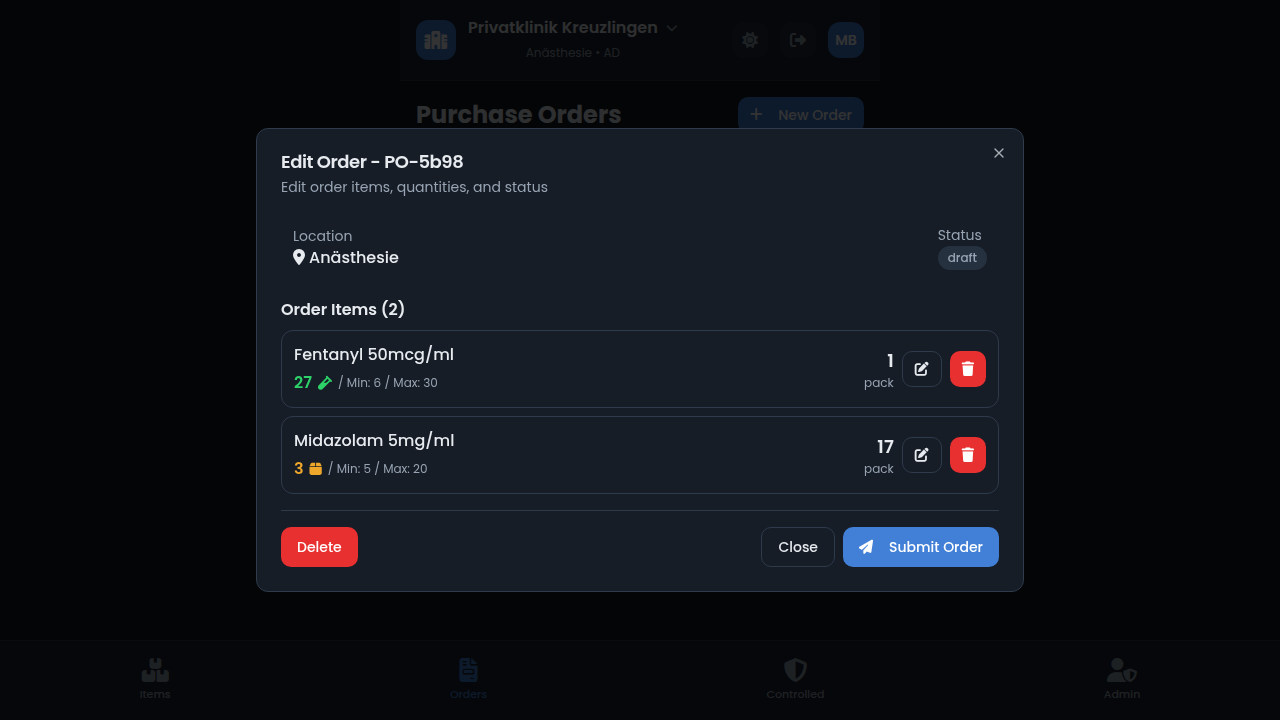 Privatklinik Kreuzlingen
Anästhesie • AD
MB
Purchase Orders
New Order
Edit Order - PO-5b98
Edit order items, quantities, and status
Location
Anästhesie
Status
draft
Order Items (2)
Fentanyl 50mcg/ml
27 / Min: 6 / Max: 30
1
pack
Midazolam 5mg/ml
3 / Min: 5 / Max: 20
17
pack
Delete
Close
Submit Order
Items
Orders
Controlled
Admin